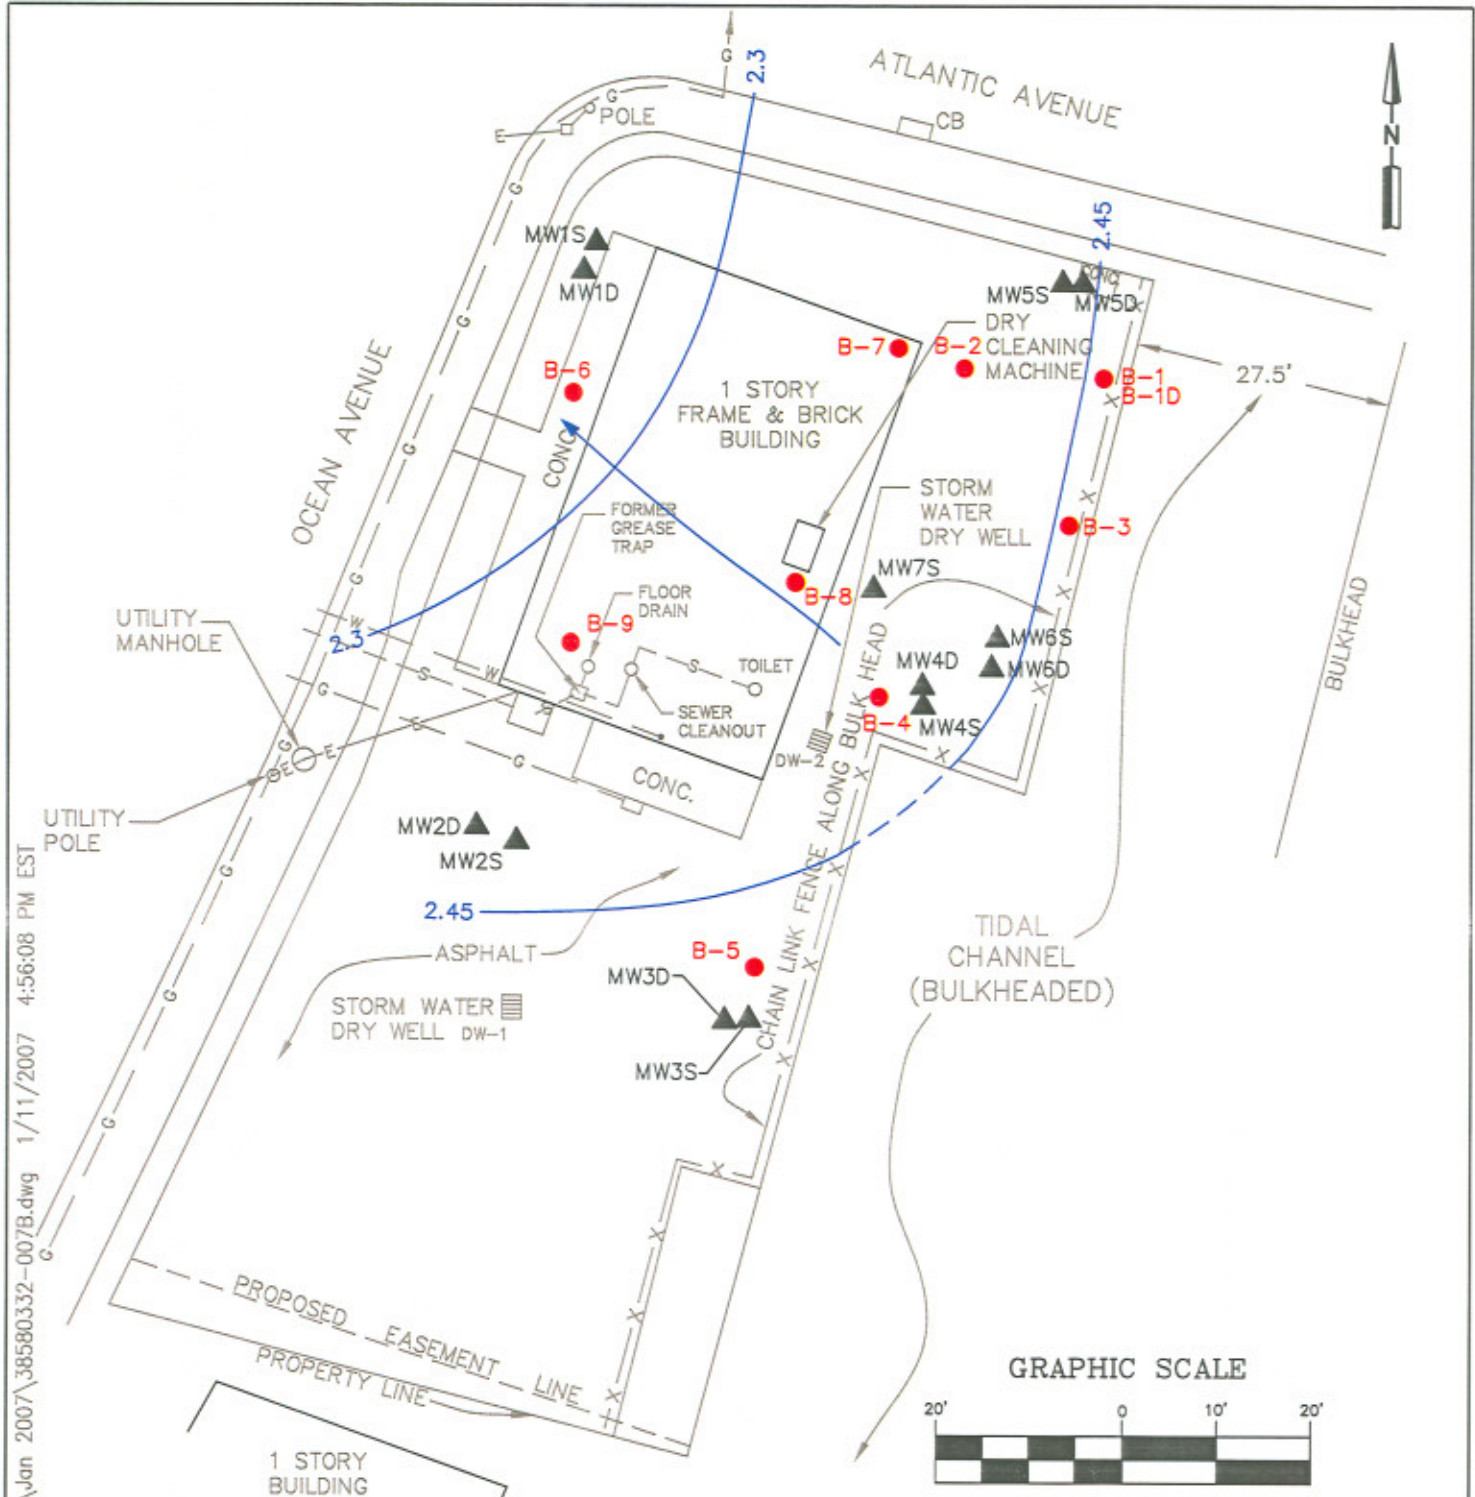 ATLANTIC AVENUE
G
2.3
G
POLE
E
CB
N
G
2.45
MW1S
MW1D
CONC.
MW5S
MW5D
X
DRY
CLEANING
MACHINE
B-7
B-2
B-1
B-1D
27.5'
X
G
OCEAN AVENUE
B-6
1 STORY
FRAME & BRICK
BUILDING
CONC.
G
STORM
WATER
DRY WELL
X
B-3
FORMER
GREASE
TRAP
G
MW7S
B-8
X
BULKHEAD
FLOOR
DRAIN
B-9
UTILITY
MANHOLE
W
2.3
MW6S
MW6D
MW4D
MW4S
X
B-4
S
W
S
TOILET
SEWER
CLEANOUT
G
S
S
G
DW-2
X
X
G
E
E
CONC.
UTILITY
POLE
MW2D
MW2S
G
CHAIN LINK FENCE ALONG BULK HEAD
X
2.45
ASPHALT
B-5
X
TIDAL
CHANNEL
(BULKHEADED)
MW3D
MW3S
STORM WATER
DRY WELL DW-1
G
X
G
X
G
X
PROPOSED EASEMENT LINE
X
PROPERTY LINE
X
1 STORY
BUILDING
GRAPHIC SCALE
20' 0 10' 20'
\Jan 2007\38580332-007B.dwg 1/11/2007 4:56:08 PM EST